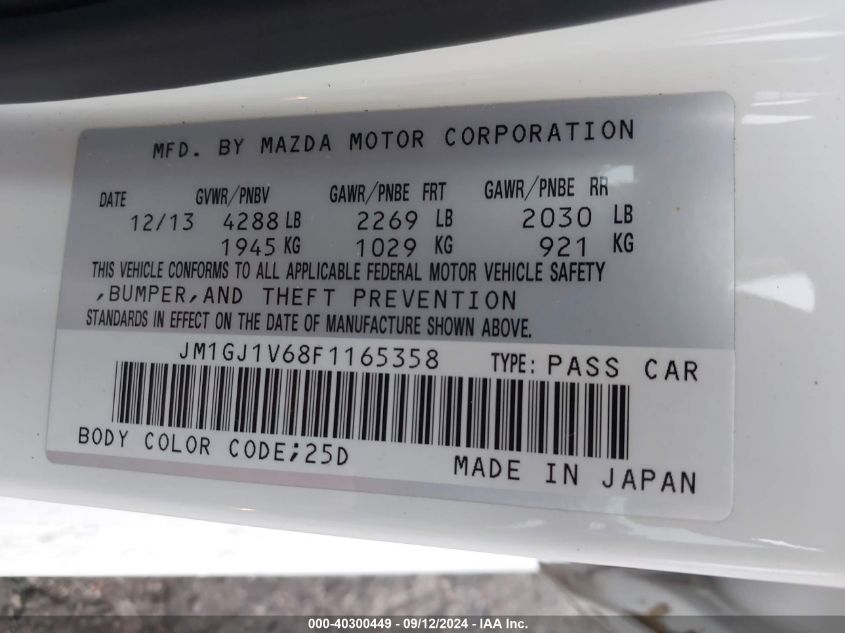 MFD. BY MAZDA MOTOR CORPORATION
DATE GVWR/PNBV GAWR/PNBE FRT GAWR/PNBE RR
12/13 4288 LB 2269 LB 2030 LB
1945 KG 1029 KG 921 KG
THIS VEHICLE CONFORMS TO ALL APPLICABLE FEDERAL MOTOR VEHICLE SAFETY
,BUMPER,AND THEFT PREVENTION
STANDARDS IN EFFECT ON THE DATE OF MANUFACTURE SHOWN ABOVE.
JM1GJ1V68F1165358 TYPE: PASS CAR
BODY COLOR CODE;25D
MADE IN JAPAN
000-40300449 - 09/12/2024 - IAA Inc.